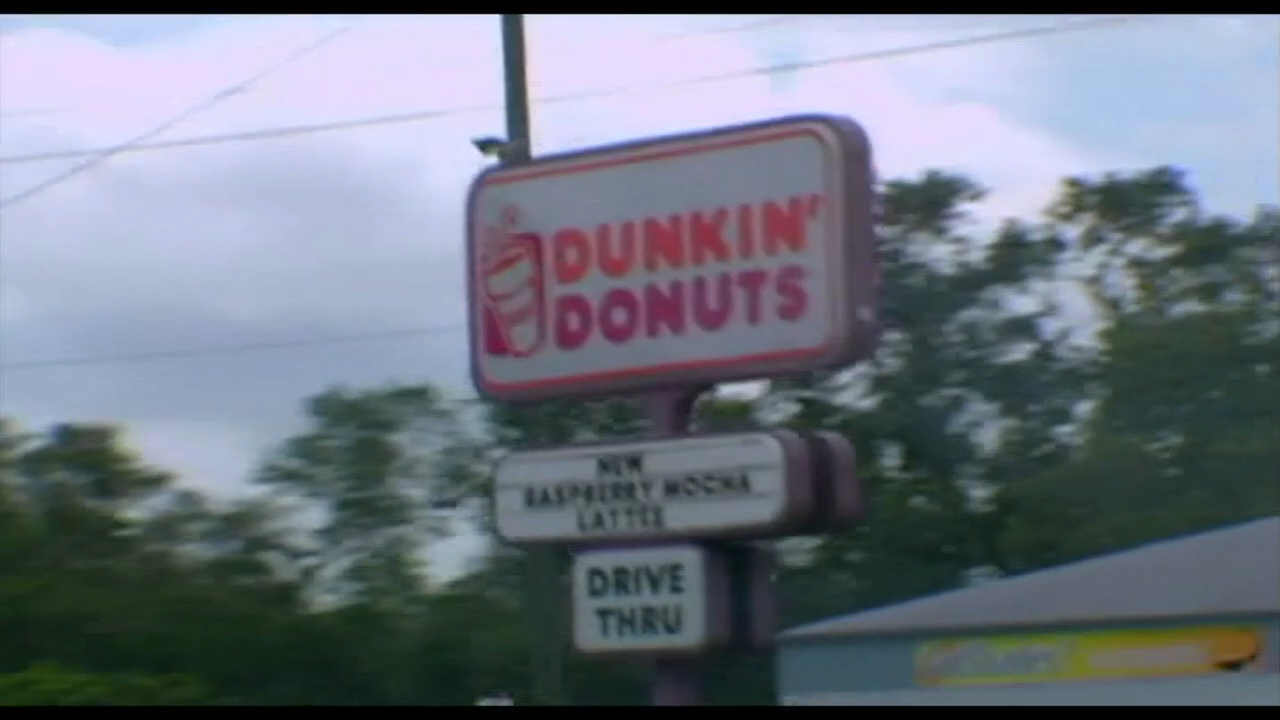 DUNKIN'
DONUTS
NEW
RASPBERRY MOCHA
LATTES
DRIVE
THRU